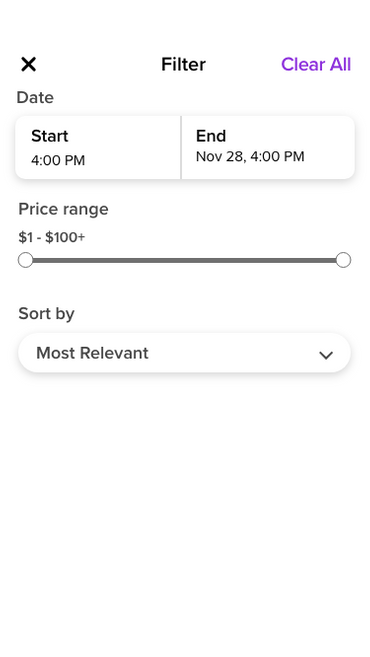 Filter
Clear All
Date
Start
4:00 PM
End
Nov 28, 4:00 PM
Price range
$1 - $100+
Sort by
Most Relevant